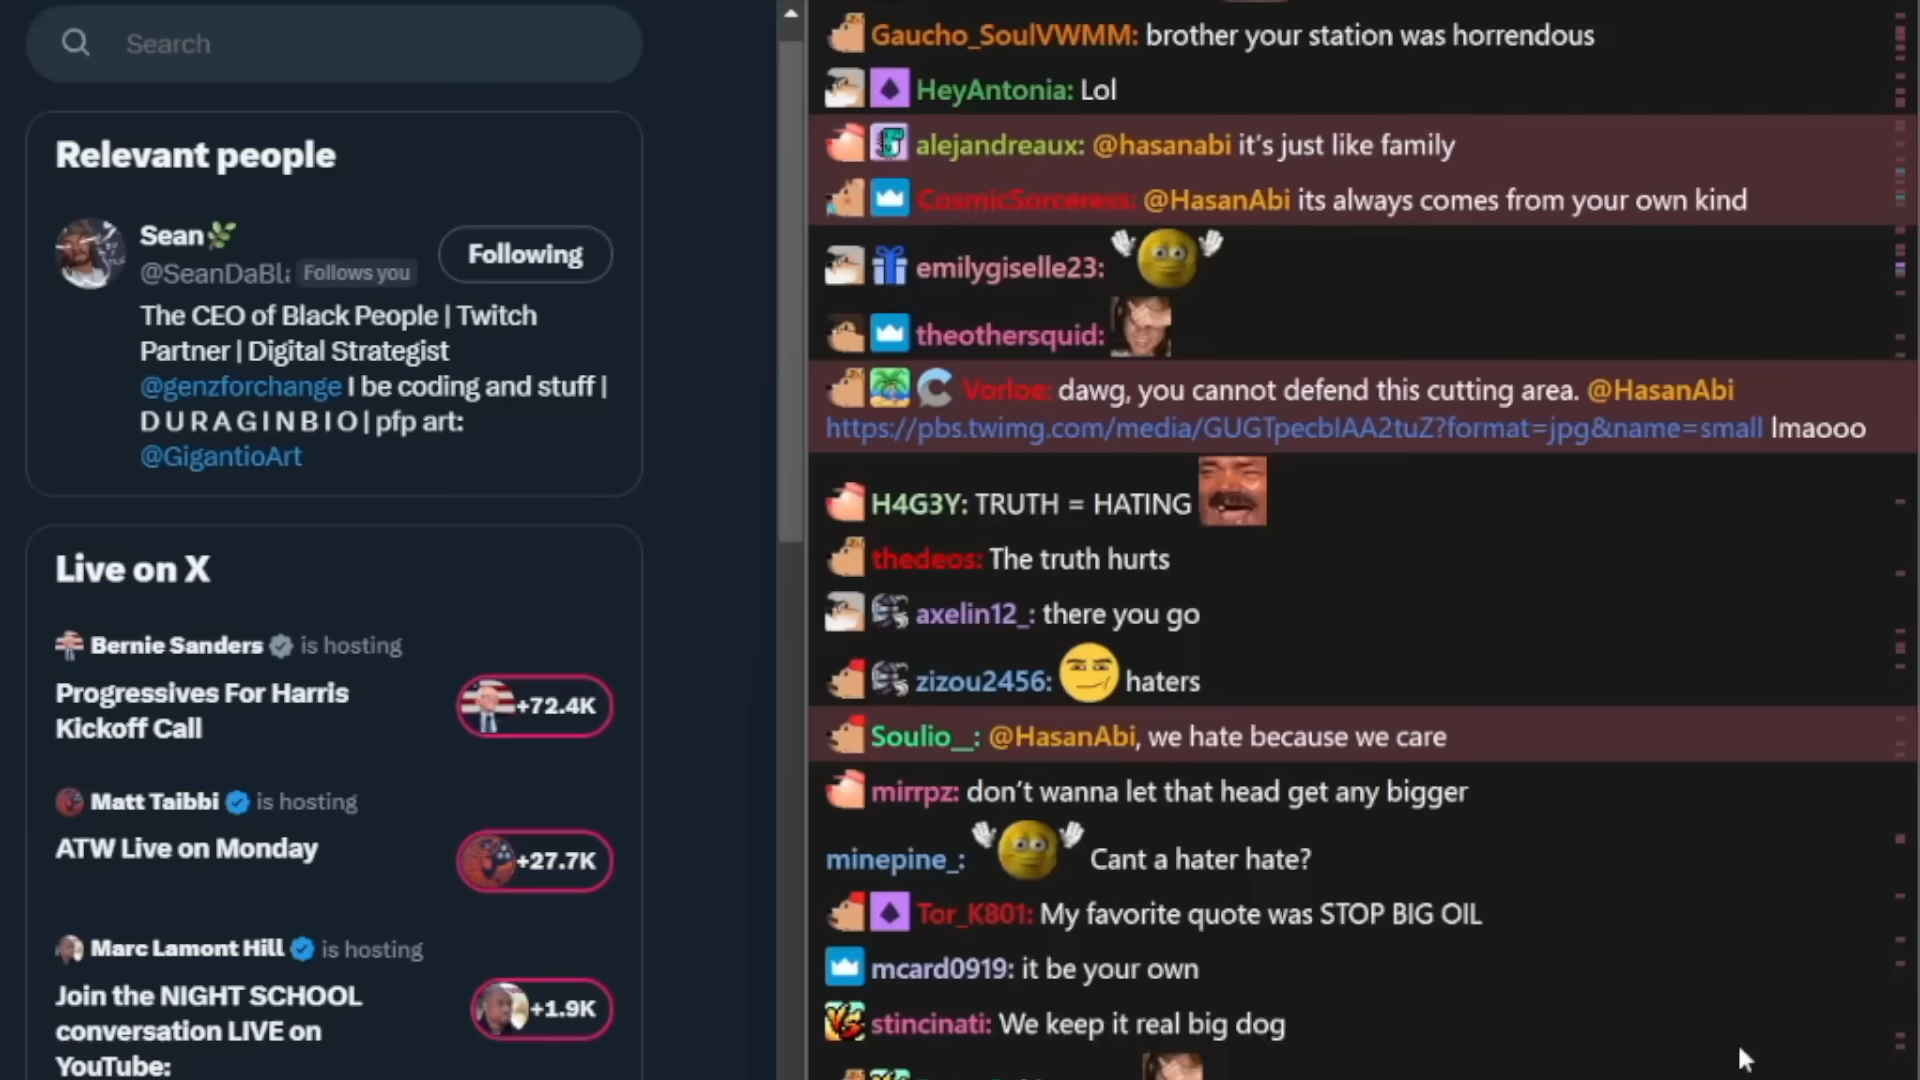 Search
Relevant people
Sean
@SeanDaBl
Follows you
Following
The CEO of Black People | Twitch
Partner | Digital Strategist
@genzforchange I be coding and stuff |
D U R A G I N B I O | pfp art:
@GigantioArt
Live on X
Bernie Sanders is hosting
Progressives For Harris
Kickoff Call
+72.4K
Matt Taibbi is hosting
ATW Live on Monday
+27.7K
Marc Lamont Hill is hosting
Join the NIGHT SCHOOL
conversation LIVE on
YouTube:
+1.9K
Gaucho_SoulVWMM: brother your station was horrendous
HeyAntonia: Lol
alejandreaux: @hasanabi it's just like family
CosmicSorceress: @HasanAbi its always comes from your own kind
emilygiselle23:
theothersquid:
Vorloe: dawg, you cannot defend this cutting area. @HasanAbi
https://pbs.twimg.com/media/GUGTpecbIAA2tuZ?format=jpg&name=small lmaooo
H4G3Y: TRUTH = HATING
thedeos: The truth hurts
axelin12_: there you go
zizou2456: haters
Soulio__: @HasanAbi, we hate because we care
mirrpz: don't wanna let that head get any bigger
minepine_: Cant a hater hate?
Tor_K801: My favorite quote was STOP BIG OIL
mcard0919: it be your own
stincinati: We keep it real big dog